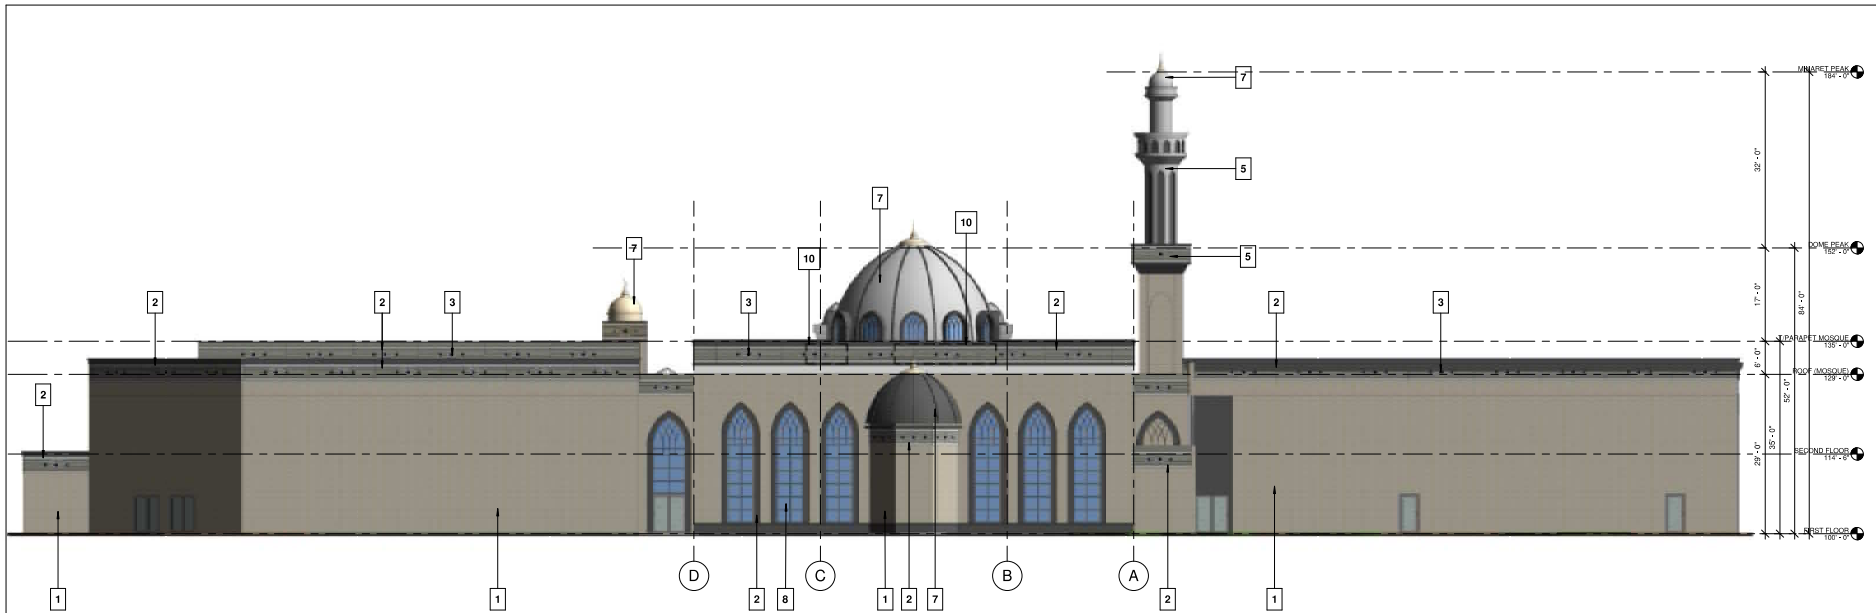 MINARET PEAK
184' - 0"
7
32' - 0"
5
7
10
7
10
5
DOME PEAK
152' - 0"
2
2
3
3
2
2
3
17' - 0"
84' - 0"
T/PARAPET MOSQUE
135' - 0"
6' - 0"
ROOF (MOSQUE)
129' - 0"
2
52' - 0"
35' - 0"
29' - 0"
SECOND FLOOR
114' - 6"
FIRST FLOOR
100' - 0"
D
C
B
A
1
1
2
8
1
2
7
2
1